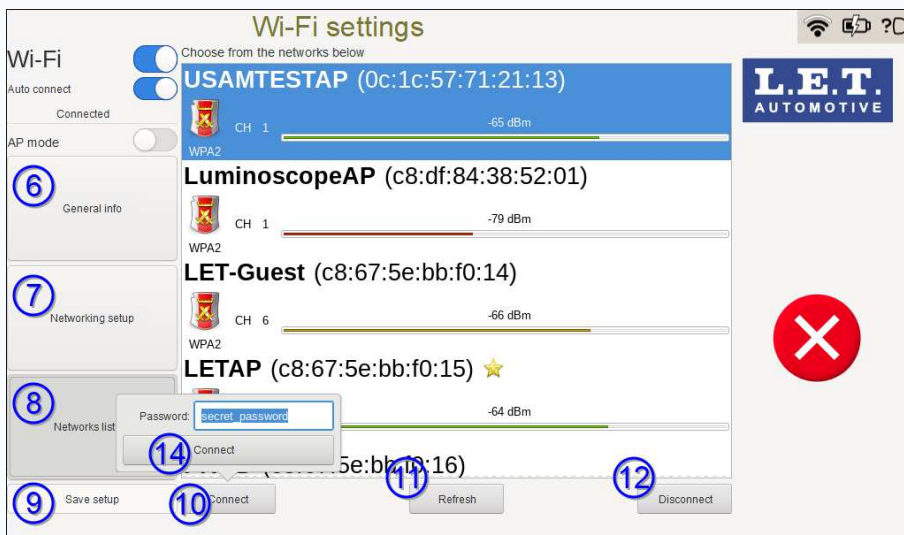 Wi-Fi settings
Wi-Fi
Auto connect
Connected
AP mode
6
General info
7
Networking setup
8
Networks list
9
Save setup
Choose from the networks below
USAMTESTAP (0c:1c:57:71:21:13)
CH 1
-65 dBm
WPA2
LuminoscopeAP (c8:df:84:38:52:01)
CH 1
-79 dBm
WPA2
LET-Guest (c8:67:5e:bb:f0:14)
CH 6
-66 dBm
WPA2
LETAP (c8:67:5e:bb:f0:15)
-64 dBm
5e:bb:f0:16)
Password: secret_password
14
Connect
10
Connect
11
Refresh
12
Disconnect
L.E.T.
AUTOMOTIVE